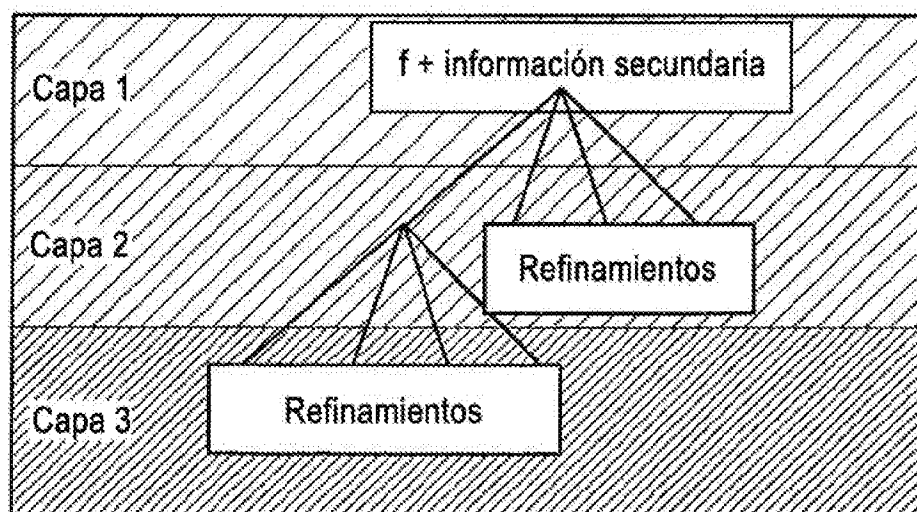 Capa 1
f + información secundaria
Capa 2
Refinamientos
Capa 3
Refinamientos